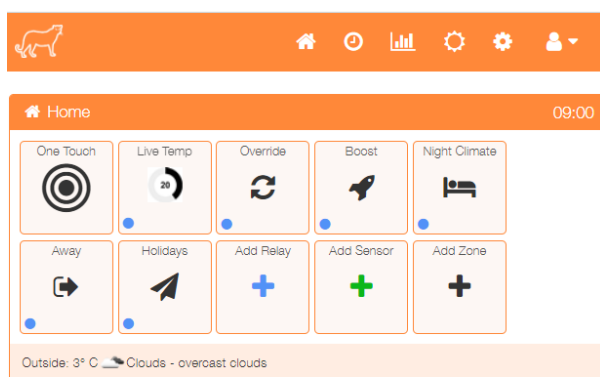 Home 09:00
One Touch Live Temp Override Boost Night Climate
20
Away Holidays Add Relay Add Sensor Add Zone
Outside: 3° C Clouds - overcast clouds